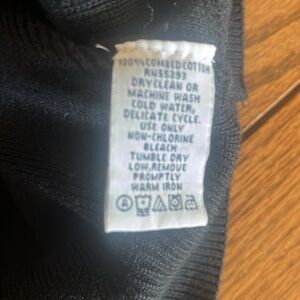 100% COMBED COTTON
RN55393
DRYCLEAN OR
MACHINE WASH
COLD WATER,
DELICATE CYCLE.
USE ONLY
NON-CHLORINE
BLEACH
TUMBLE DRY
LOW, REMOVE
PROMPTLY
WARM IRON